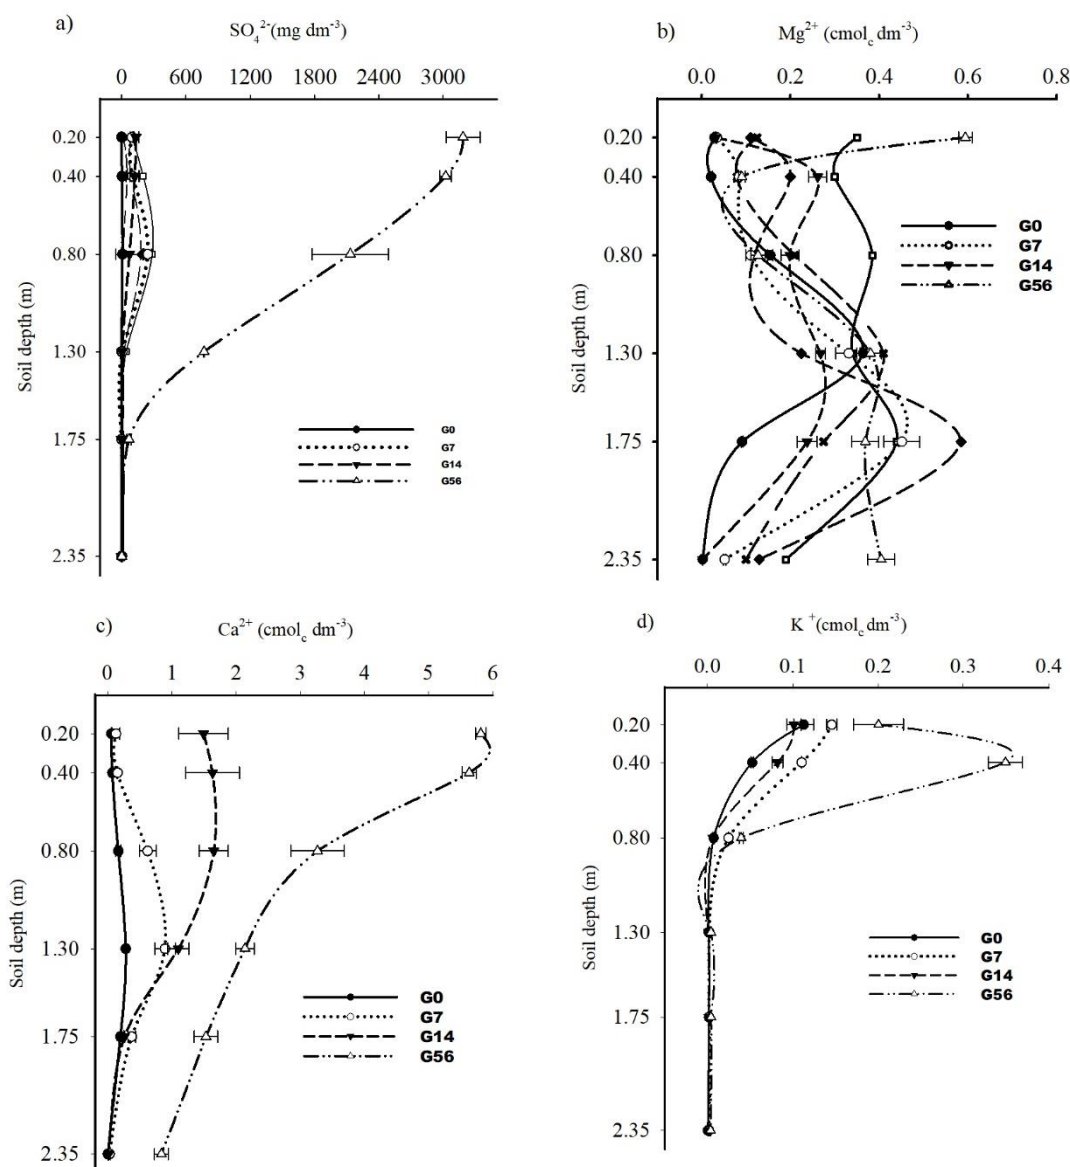 a)
SO₄²⁻(mg dm⁻³)
0 600 1200 1800 2400 3000
Soil depth (m)
0.20
0.40
0.80
1.30
1.75
2.35
G0
G7
G14
G56
b)
Mg²⁺ (cmol_c dm⁻³)
0.0 0.2 0.4 0.6 0.8
Soil depth (m)
0.20
0.40
0.80
1.30
1.75
2.35
G0
G7
G14
G56
c)
Ca²⁺ (cmol_c dm⁻³)
0 1 2 3 4 5 6
Soil depth (m)
0.20
0.40
0.80
1.30
1.75
2.35
G0
G7
G14
G56
d)
K ⁺(cmol_c dm⁻³)
0.0 0.1 0.2 0.3 0.4
Soil depth (m)
0.20
0.40
0.80
1.30
1.75
2.35
G0
G7
G14
G56